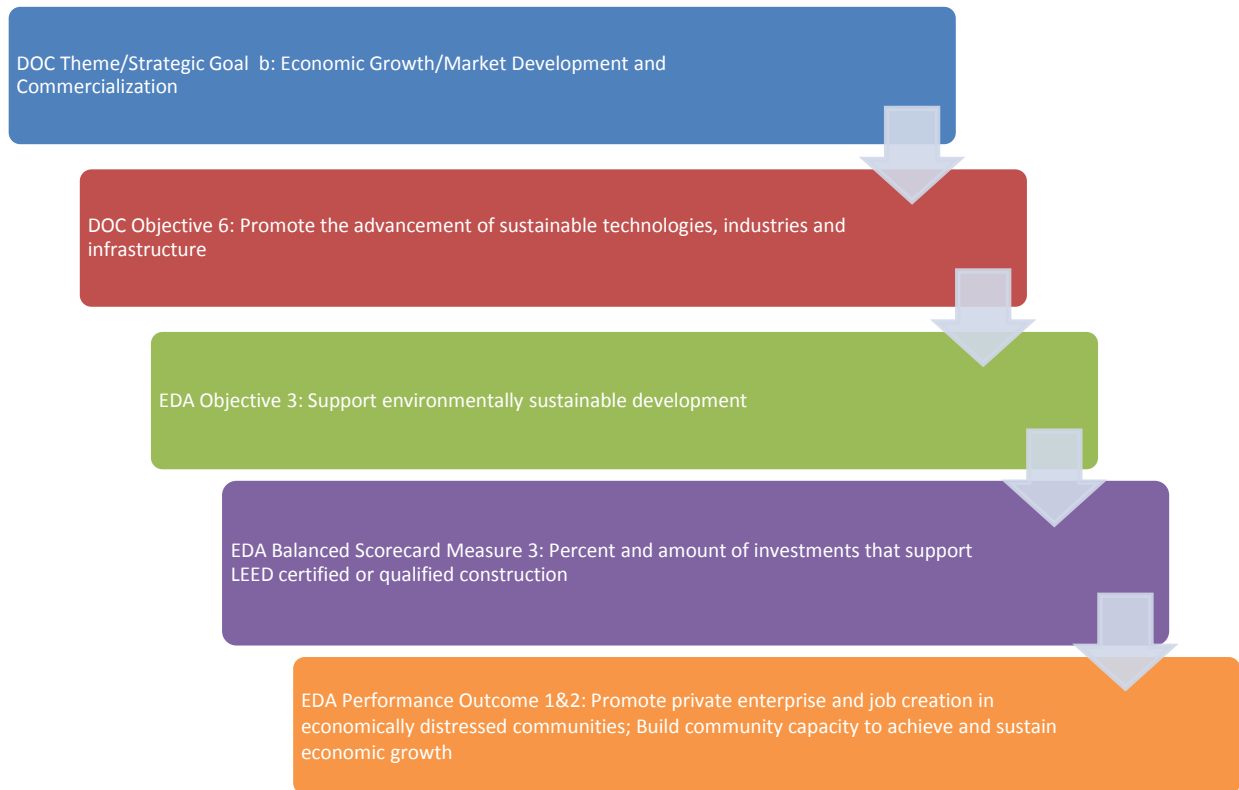 DOC Theme/Strategic Goal  b: Economic Growth/Market Development and
Commercialization
DOC Objective 6: Promote the advancement of sustainable technologies, industries and
infrastructure
EDA Objective 3: Support environmentally sustainable development
EDA Balanced Scorecard Measure 3: Percent and amount of investments that support
LEED certified or qualified construction
EDA Performance Outcome 1&2: Promote private enterprise and job creation in
economically distressed communities; Build community capacity to achieve and sustain
economic growth